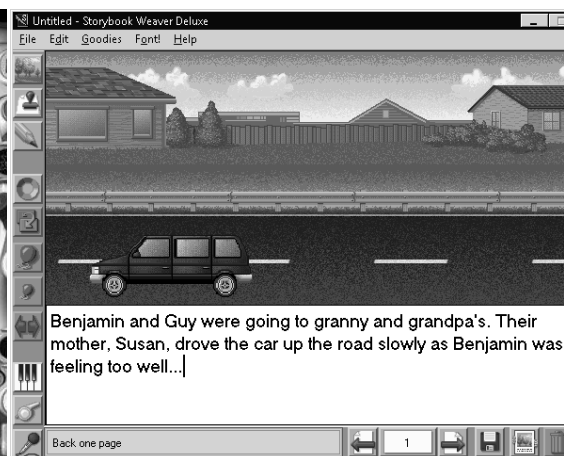 Untitled - Storybook Weaver Deluxe
File Edit Goodies Font! Help
Benjamin and Guy were going to granny and grandpa's. Their
mother, Susan, drove the car up the road slowly as Benjamin was
feeling too well...
Back one page
1